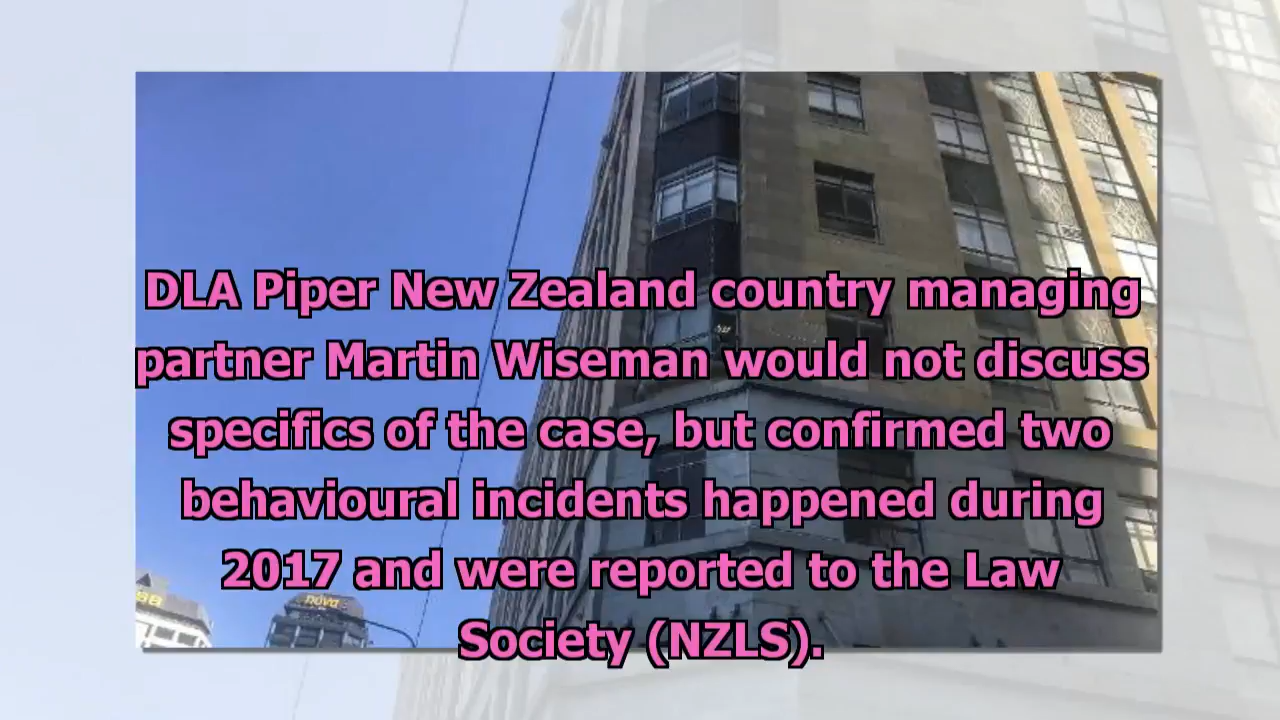 DLA Piper New Zealand country managing
partner Martin Wiseman would not discuss
specifics of the case, but confirmed two
behavioural incidents happened during
2017 and were reported to the Law
Society (NZLS).
nova